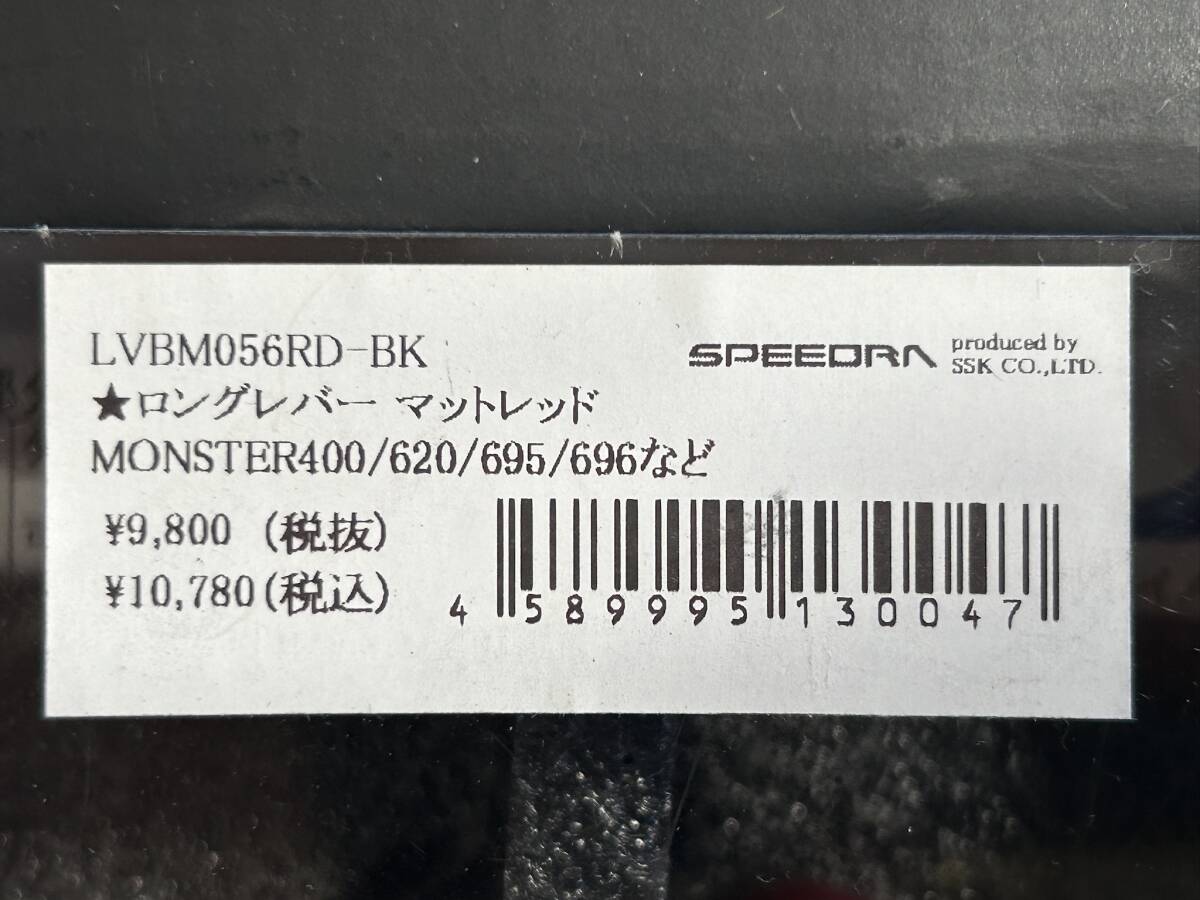 LVBM056RD-BK
SPEEDRA produced by
SSK CO.,LTD.
★ロングレバー マットレッド
MONSTER400/620/695/696など
¥9,800 (税抜)
¥10,780(税込)
4 589995 130047